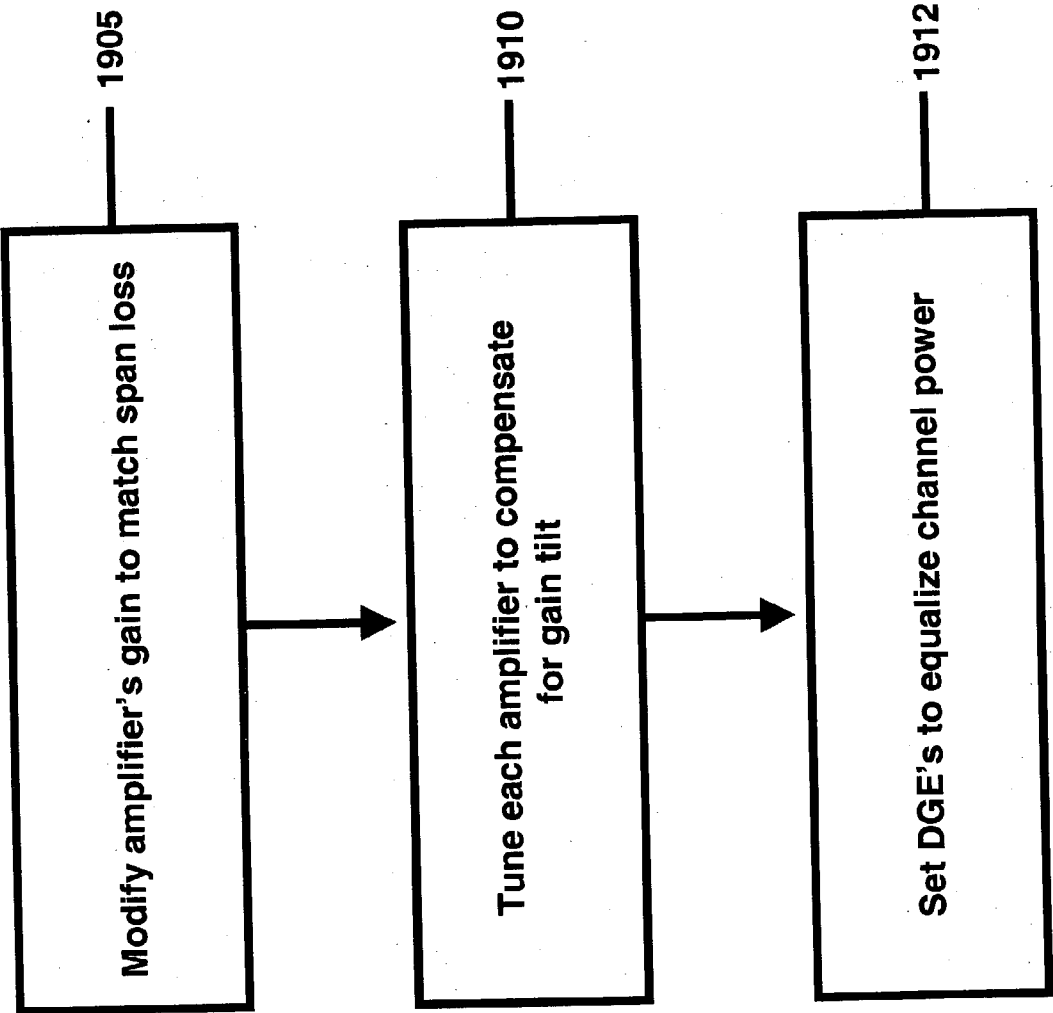 Modify amplifier's gain to match span loss
1905
Tune each amplifier to compensate
for gain tilt
1910
Set DGE's to equalize channel power
1912